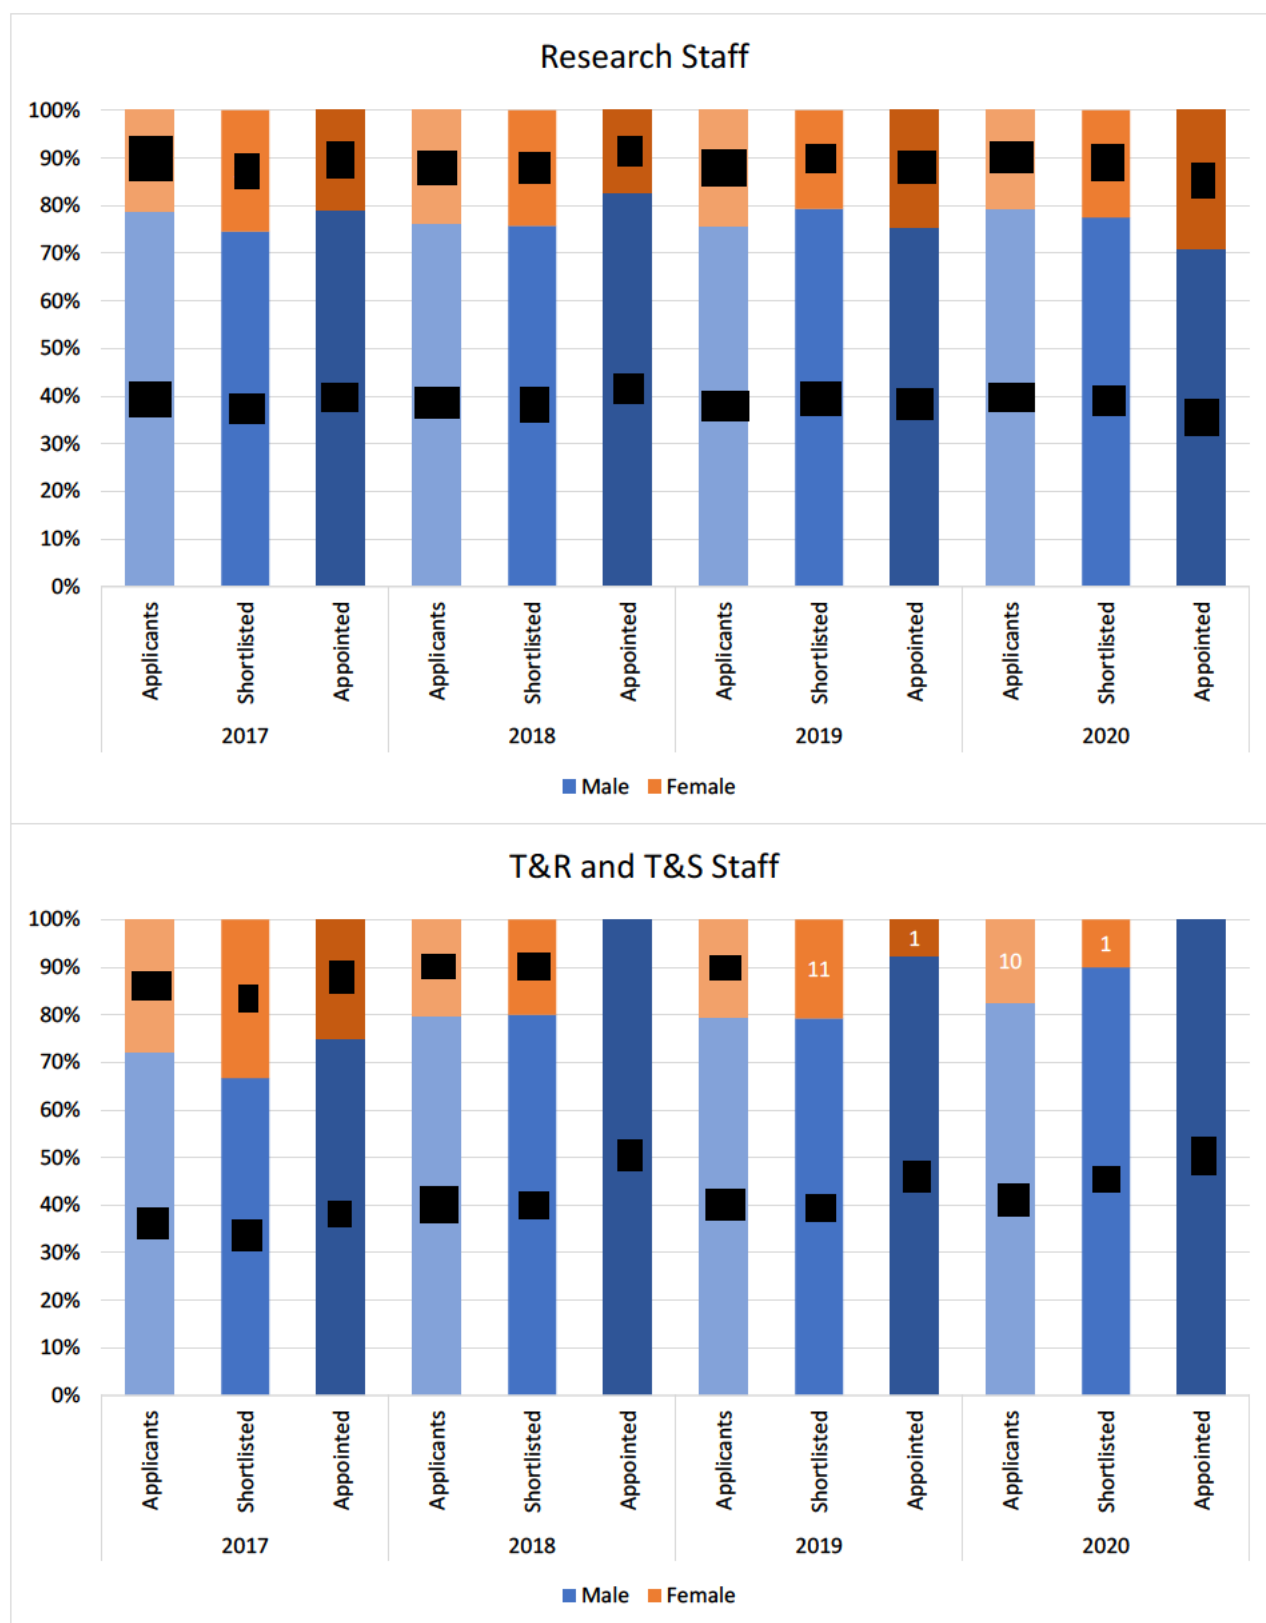 Research Staff
100%
90%
80%
70%
60%
50%
40%
30%
20%
10%
0%
Applicants Shortlisted Appointed Applicants Shortlisted Appointed Applicants Shortlisted Appointed Applicants Shortlisted Appointed
2017 2018 2019 2020
Male Female
T&R and T&S Staff
100%
1 1
90% 11 10
80%
70%
60%
50%
40%
30%
20%
10%
0%
Applicants Shortlisted Appointed Applicants Shortlisted Appointed Applicants Shortlisted Appointed Applicants Shortlisted Appointed
2017 2018 2019 2020
Male Female